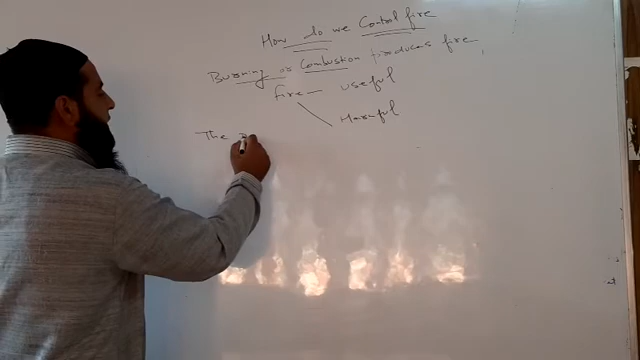 How do we Control fire
Burning or Combustion produces fire
fire — useful
Harmful
The